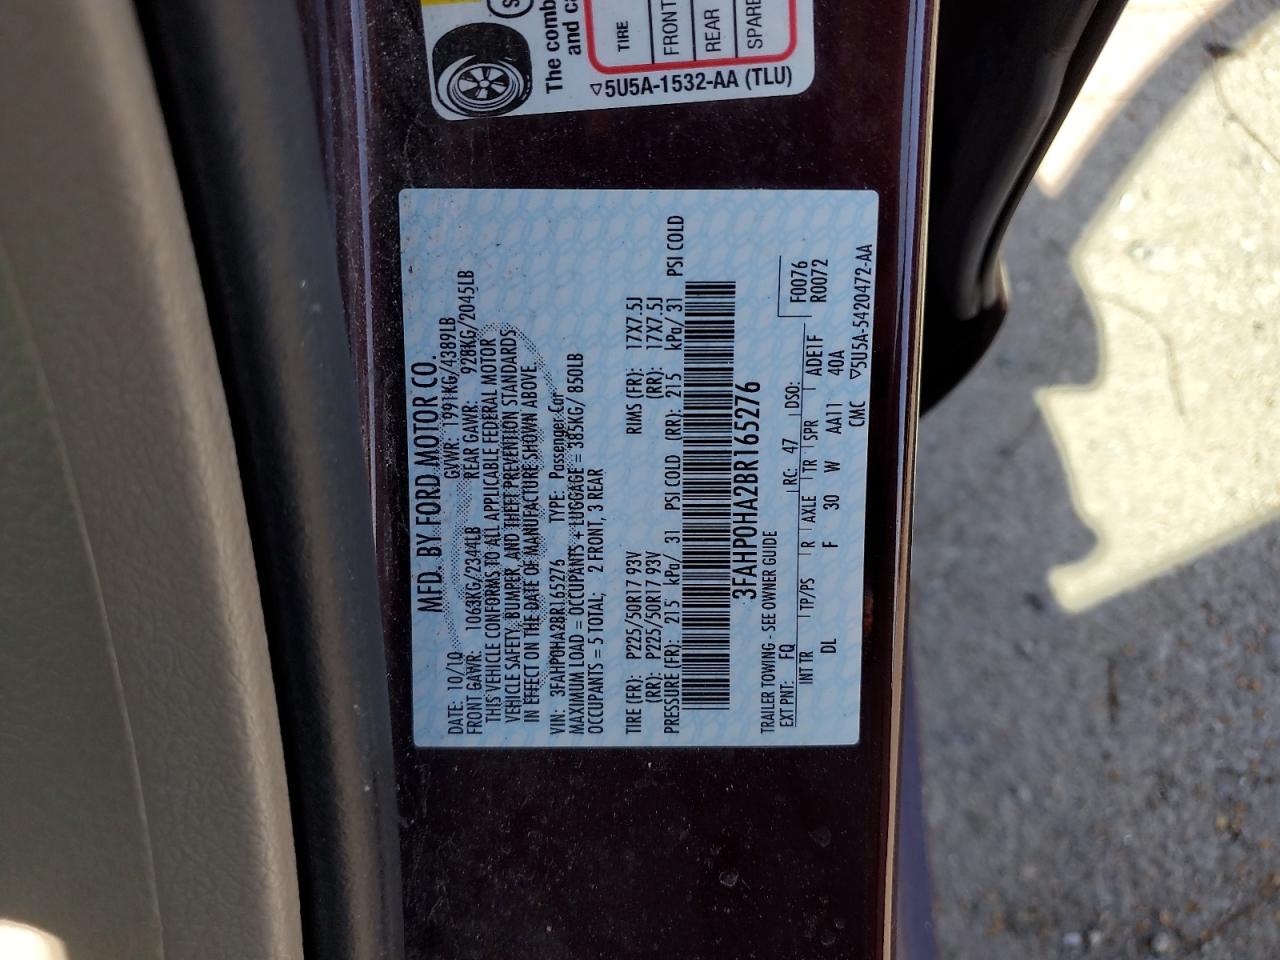 The comb
and ca
TIRE
FRONT
REAR
SPARE
▽5U5A-1532-AA (TLU)
MFD. BY FORD MOTOR CO.
DATE: 10/10 GVWR: 1991KG/4389LB
FRONT GAWR: 1063KG/2344LB REAR GAWR: 928KG/2045LB
THIS VEHICLE CONFORMS TO ALL APPLICABLE FEDERAL MOTOR
VEHICLE SAFETY, BUMPER, AND THEFT PREVENTION STANDARDS
IN EFFECT ON THE DATE OF MANUFACTURE SHOWN ABOVE.
VIN: 3FAHP0HA2BR165276 TYPE: Passenger Car
MAXIMUM LOAD = OCCUPANTS + LUGGAGE = 385KG/ 850LB
OCCUPANTS = 5 TOTAL; 2 FRONT, 3 REAR
TIRE (FR): P225/50R17 93V RIMS (FR): 17X7.5J
(RR): P225/50R17 93V (RR): 17X7.5J
PRESSURE (FR): 215 kPa/ 31 PSI COLD (RR): 215 kPa/ 31 PSI COLD
3FAHP0HA2BR165276
TRAILER TOWING - SEE OWNER GUIDE
F0076
R0072
EXT PNT: FQ RC: 47 DSO:
INT TR TP/PS R AXLE TR SPR ADE1F
DL F 30 W AA11 40A
CMC ▽5U5A-5420472-AA